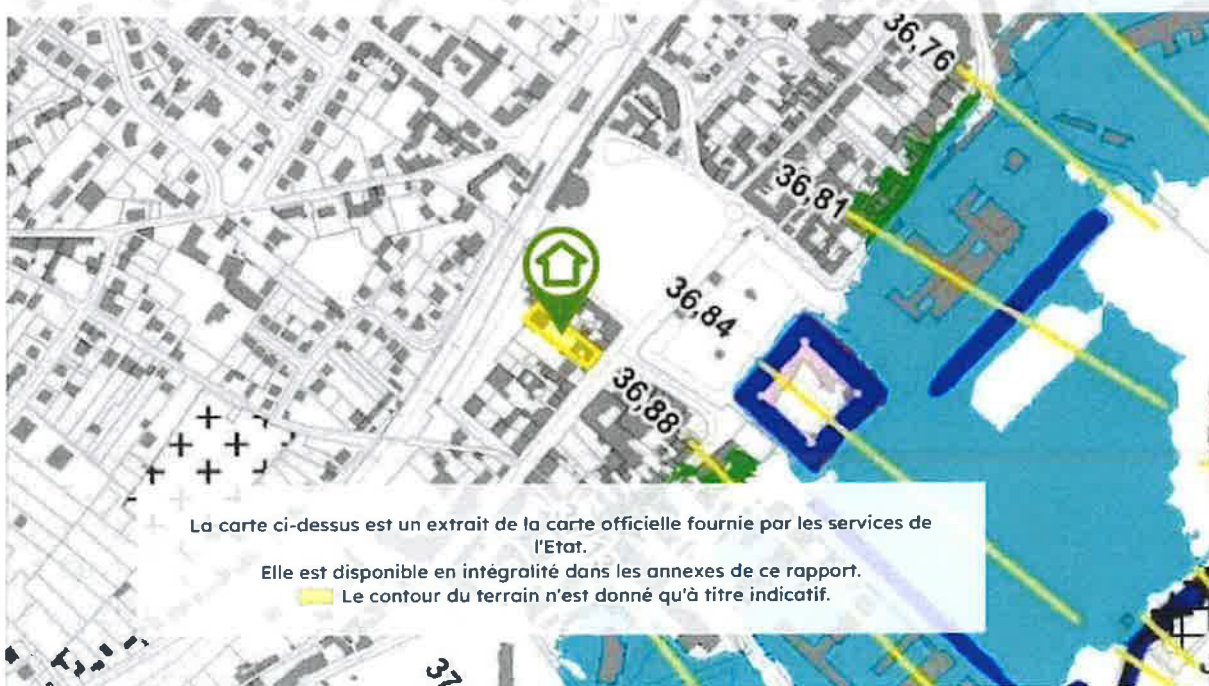 36,76
36,81
36,84
36,88
La carte ci-dessus est un extrait de la carte officielle fournie par les services de
l'Etat.
Elle est disponible en intégralité dans les annexes de ce rapport.
Le contour du terrain n'est donné qu'à titre indicatif.